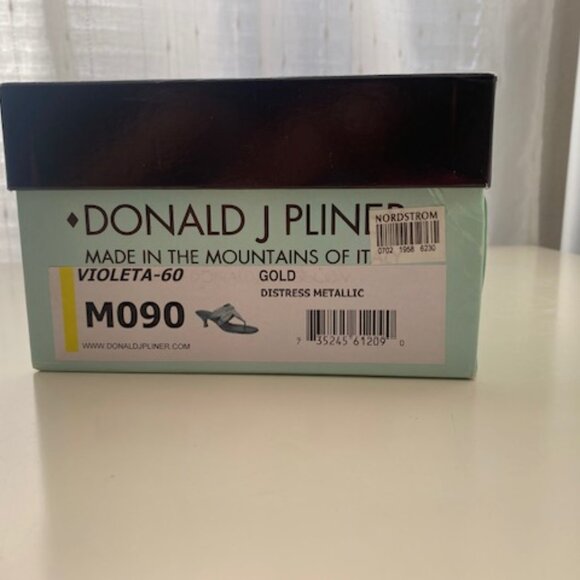 ♦DONALD J PLINER
NORDSTROM
0702 1958 6230
MADE IN THE MOUNTAINS OF IT
VIOLETA-60 GOLD
DISTRESS METALLIC
M090
7 35245 61209 0
WWW.DONALDJPLINER.COM